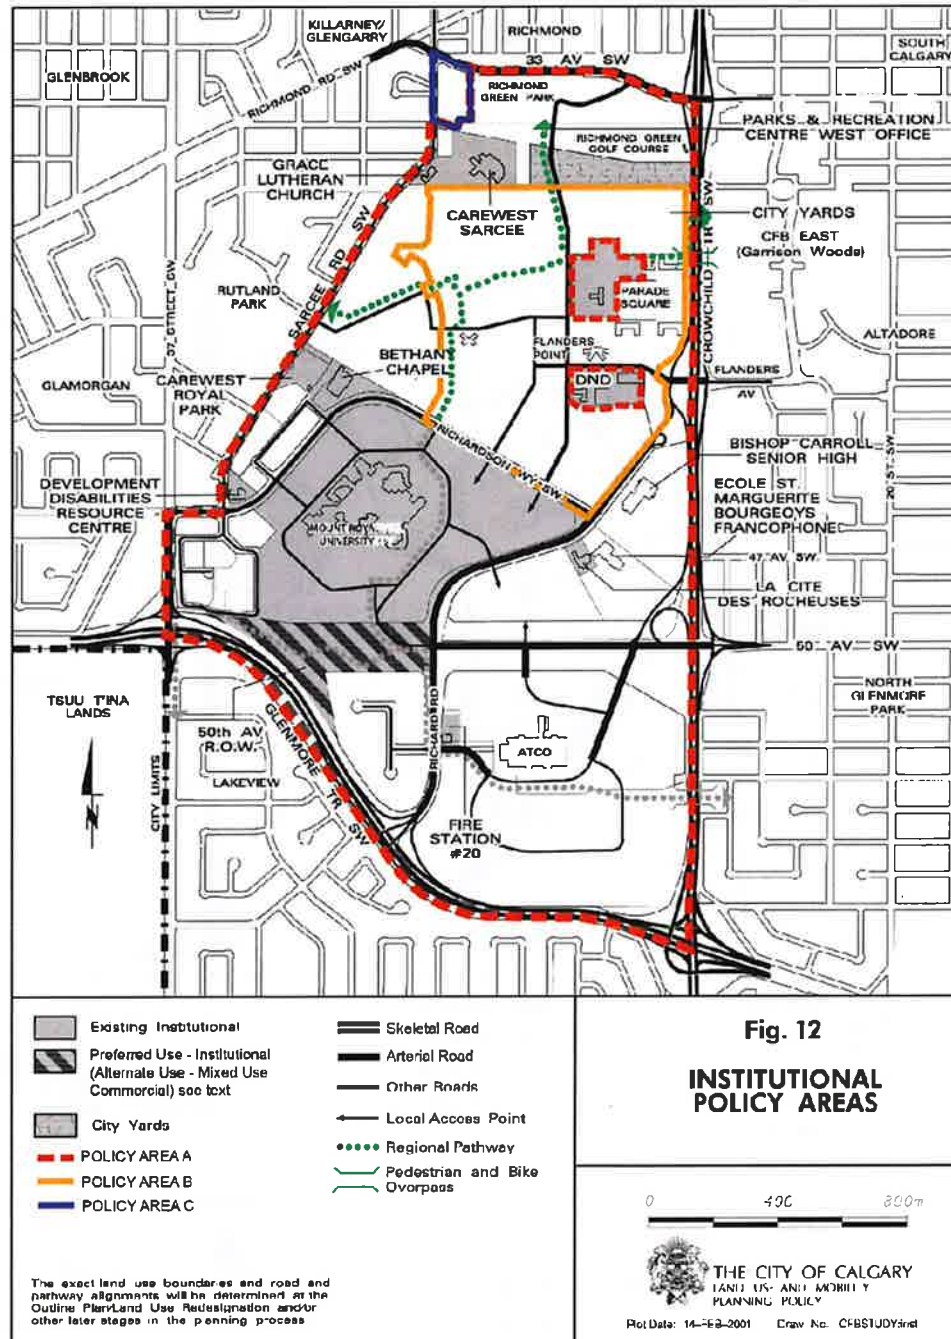 KILLARNEY/
GLENGARRY
RICHMOND
SOUTH
CALGARY
GLENBROOK
RICHMOND RD SW
33 AV SW
RICHMOND
GREEN PARK
PARKS & RECREATION
CENTRE WEST OFFICE
RICHMOND GREEN
GOLF COURSE
GRACE
LUTHERAN
CHURCH
CAREWEST
SARCEE
CITY YARDS
CFB EAST
(Garrison Woods)
SARCEE RD SW
CROWCHILD TR SW
RUTLAND
PARK
37 STREET SW
PARADE
SQUARE
ALTADORE
FLANDERS
POINT
BETHANY
CHAPEL
GLAMORGAN
CAREWEST
ROYAL
PARK
DND
FLANDERS
AV
RICHARDSON WY SW
BISHOP CARROLL
SENIOR HIGH
20 ST SW
DEVELOPMENT
DISABILITIES
RESOURCE
CENTRE
ECOLE ST.
MARGUERITE
BOURGEOYS
FRANCOPHONE
MOUNT ROYAL
UNIVERSITY
47 AV SW
LA CITE
DES ROCHEUSES
50 AV SW
TSUU T'INA
LANDS
NORTH
GLENMORE
PARK
50th AV
R.O.W.
LAKEVIEW
GLENMORE TR SW
RICHARD RD
ATCO
CITY LIMITS
N
FIRE
STATION
#20
Existing Institutional
Preferred Use - Institutional
(Alternate Use - Mixed Use
Commercial) see text
City Yards
POLICY AREA A
POLICY AREA B
POLICY AREA C
Skeletal Road
Arterial Road
Other Roads
Local Access Point
Regional Pathway
Pedestrian and Bike
Overpass
The exact land use boundaries and road and
pathway alignments will be determined at the
Outline Plan/Land Use Redesignation and/or
other later stages in the planning process
Fig. 12
INSTITUTIONAL
POLICY AREAS
0 400 800m
THE CITY OF CALGARY
LAND USE AND MOBILITY
PLANNING POLICY
Plot Date: 14-FEB-2001 Draw No. CFBSTUDY\inst